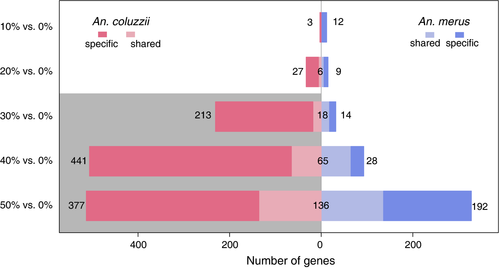 An. coluzzii
An. merus
specific shared
shared specific
10% vs. 0% 3 12
20% vs. 0% 27 6 9
30% vs. 0% 213 18 14
40% vs. 0% 441 65 28
50% vs. 0% 377 136 192
400 200 0 200
Number of genes